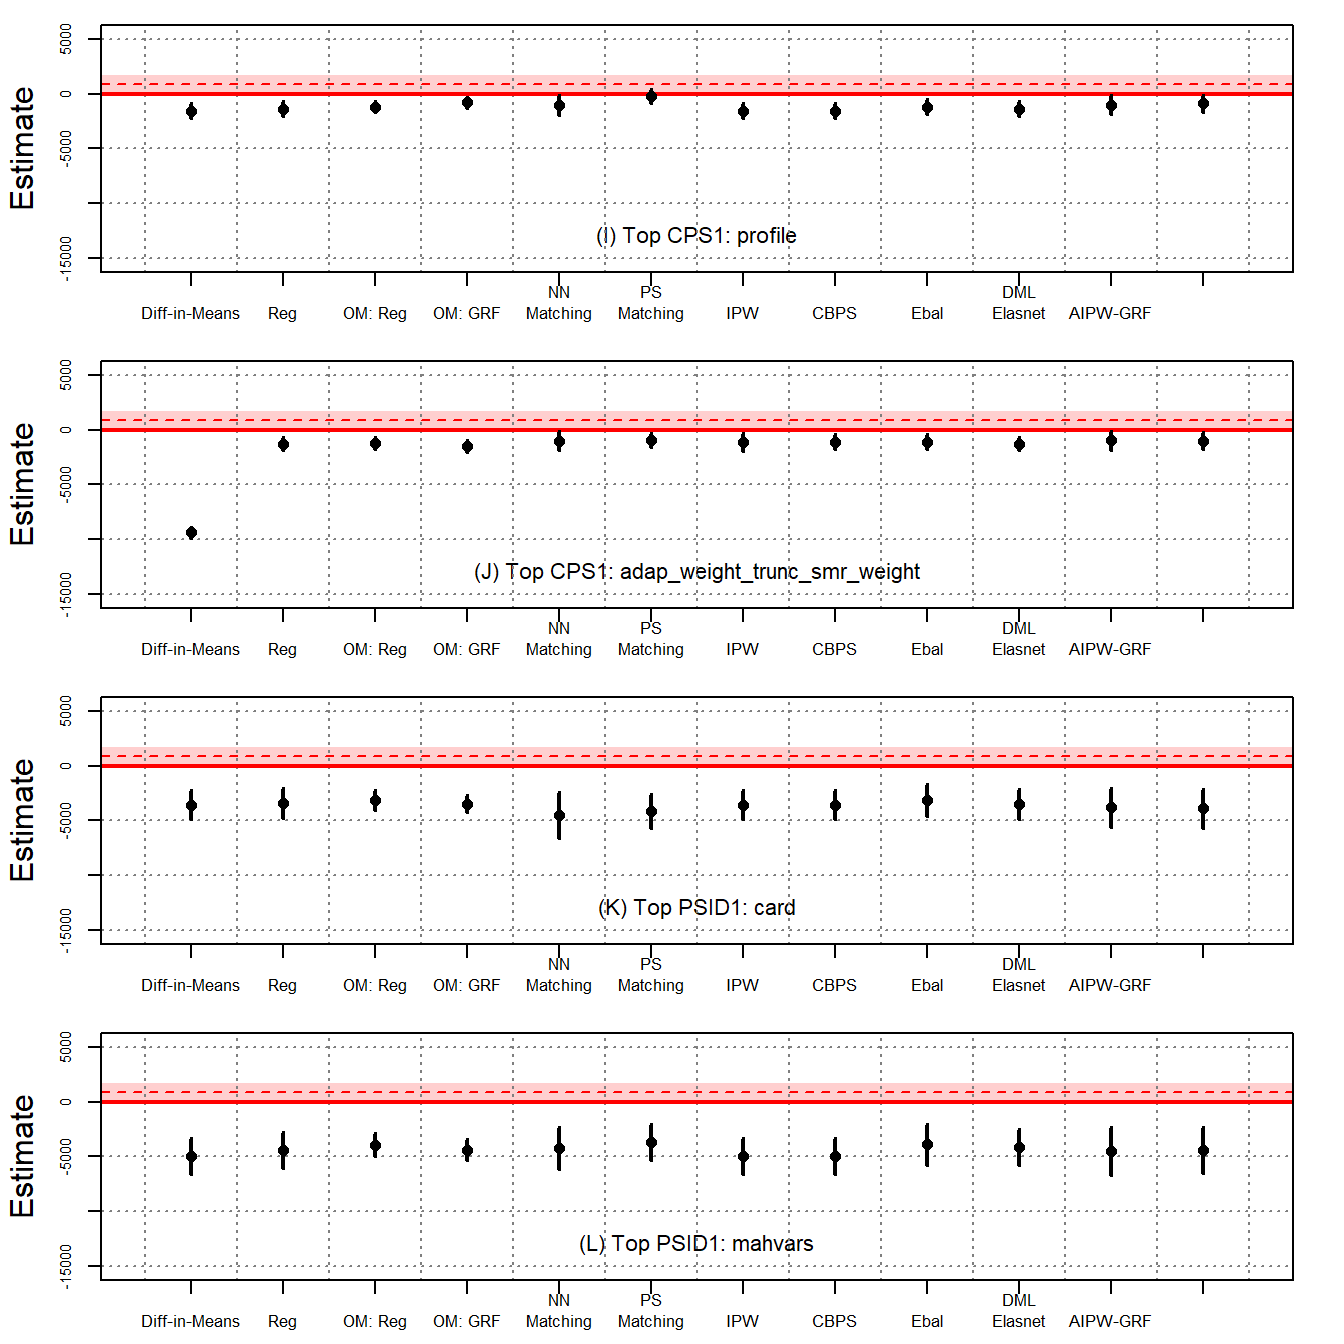 Estimate
5000
0
-5000
-15000
(I) Top CPS1: profile
NN PS DML
Diff-in-Means Reg OM: Reg OM: GRF Matching Matching IPW CBPS Ebal Elasnet AIPW-GRF
Estimate
5000
0
-5000
-15000
(J) Top CPS1: adap_weight_trunc_smr_weight
NN PS DML
Diff-in-Means Reg OM: Reg OM: GRF Matching Matching IPW CBPS Ebal Elasnet AIPW-GRF
Estimate
5000
0
-5000
-15000
(K) Top PSID1: card
NN PS DML
Diff-in-Means Reg OM: Reg OM: GRF Matching Matching IPW CBPS Ebal Elasnet AIPW-GRF
Estimate
5000
0
-5000
-15000
(L) Top PSID1: mahvars
NN PS DML
Diff-in-Means Reg OM: Reg OM: GRF Matching Matching IPW CBPS Ebal Elasnet AIPW-GRF